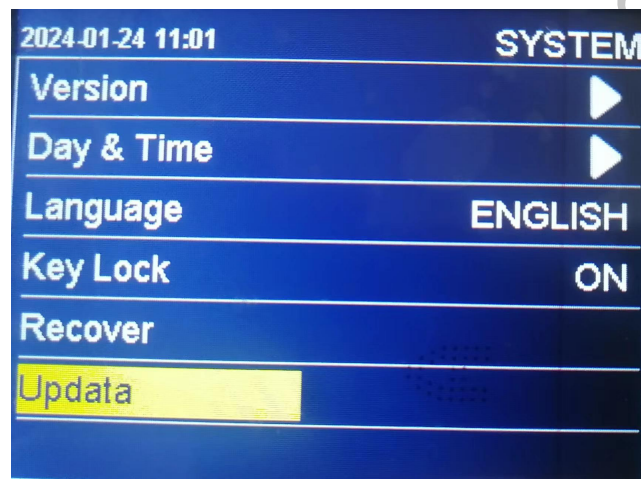 2024-01-24 11:01 SYSTEM
Version
Day & Time
Language ENGLISH
Key Lock ON
Recover
Updata